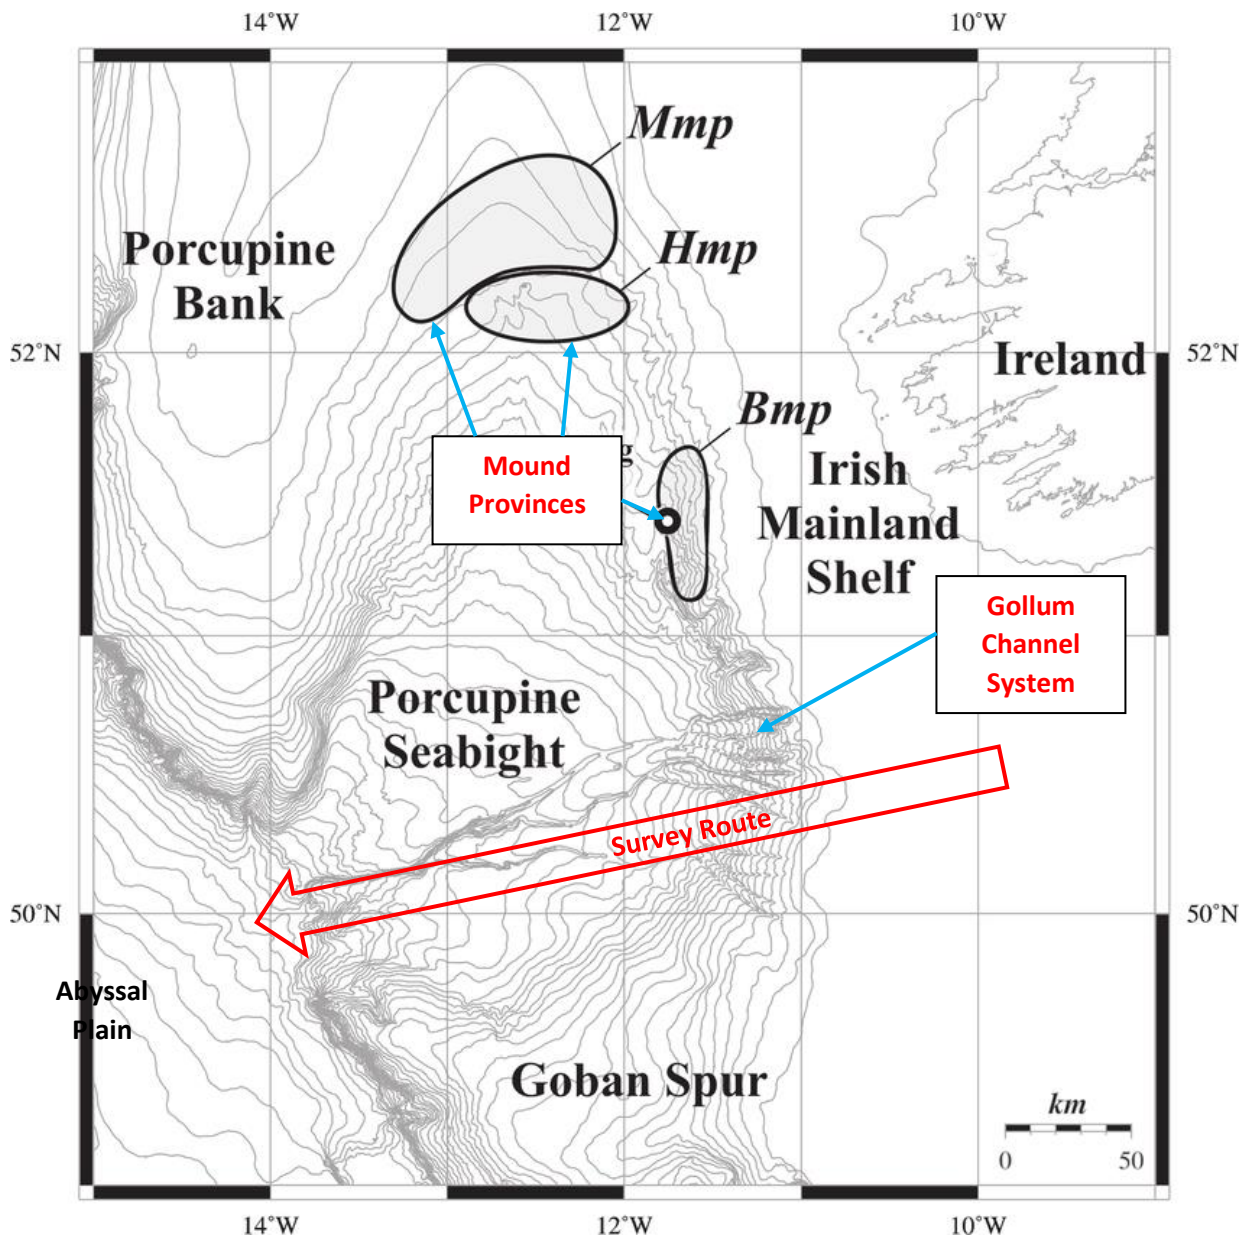 14°W
12°W
10°W
Mmp
Hmp
Porcupine
Bank
52°N
52°N
Ireland
Bmp
g
Mound
Provinces
Irish
Mainland
Shelf
Gollum
Channel
System
Porcupine
Seabight
Survey Route
50°N
50°N
Abyssal
Plain
Goban Spur
km
0
50
14°W
12°W
10°W